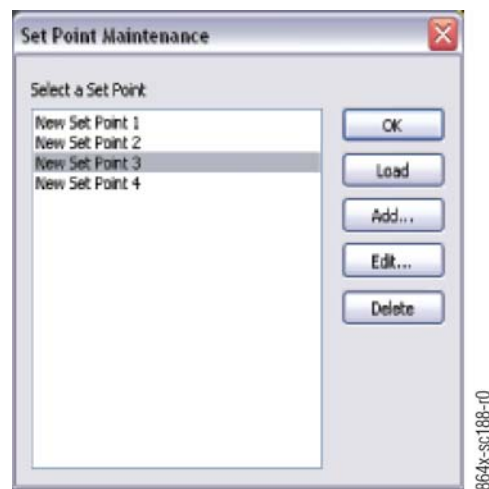 Set Point Maintenance
Select a Set Point
New Set Point 1
New Set Point 2
New Set Point 3
New Set Point 4
OK
Load
Add...
Edit...
Delete
864x-sc188-r0